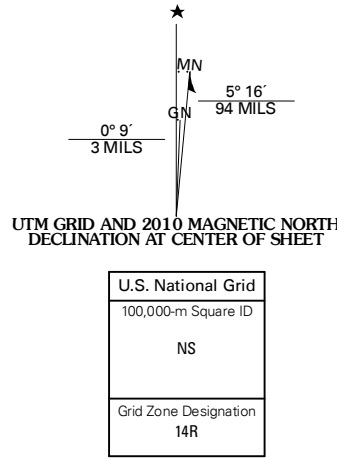 ★
MN
GN
5° 16´
94 MILS
0° 9´
3 MILS
UTM GRID AND 2010 MAGNETIC NORTH
DECLINATION AT CENTER OF SHEET
U.S. National Grid
100,000-m Square ID
NS
Grid Zone Designation
14R